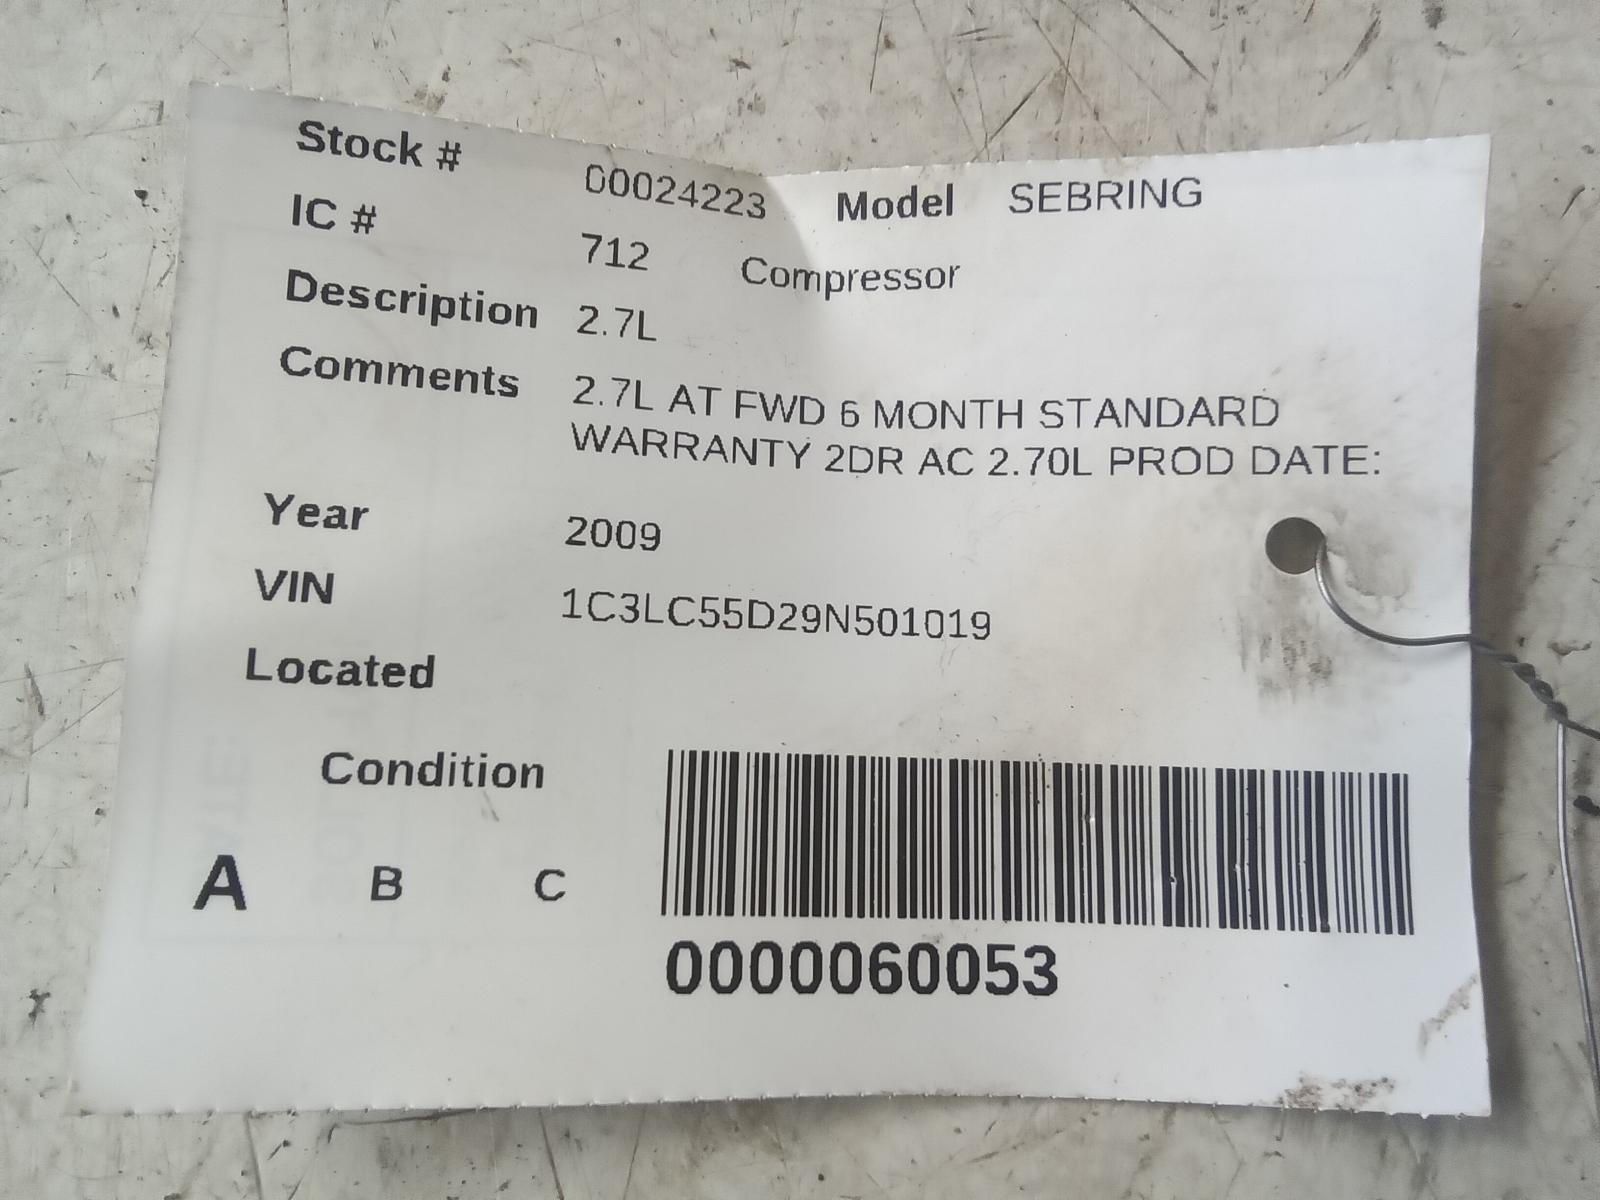 Stock # 00024223 Model SEBRING
IC # 712 Compressor
Description 2.7L
Comments 2.7L AT FWD 6 MONTH STANDARD
WARRANTY 2DR AC 2.70L PROD DATE:
Year 2009
VIN 1C3LC55D29N501019
Located
Condition
A B C
0000060053